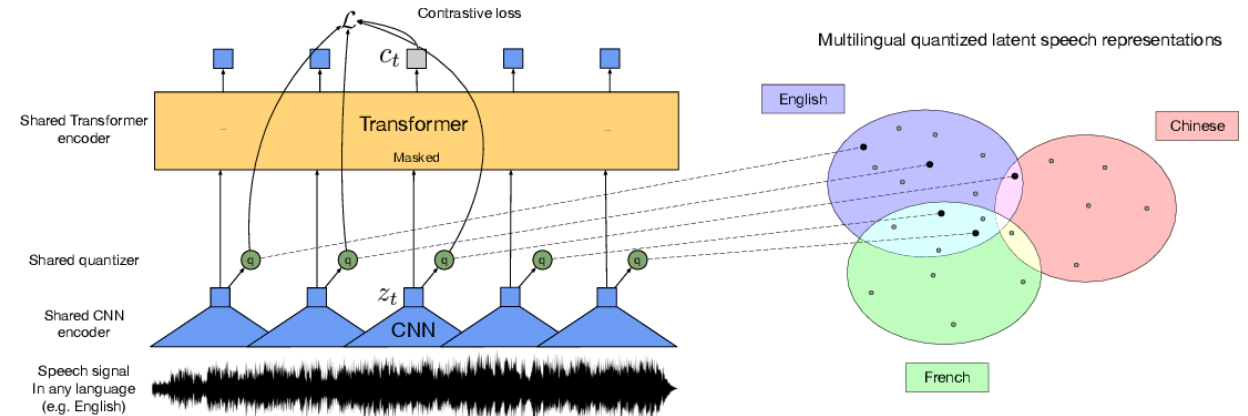 ℒ
Contrastive loss
c_t
Multilingual quantized latent speech representations
English
Chinese
Shared Transformer
encoder
...
Transformer
...
Masked
Shared quantizer
q
q
q
q
q
z_t
Shared CNN
encoder
CNN
Speech signal
In any language
(e.g. English)
French